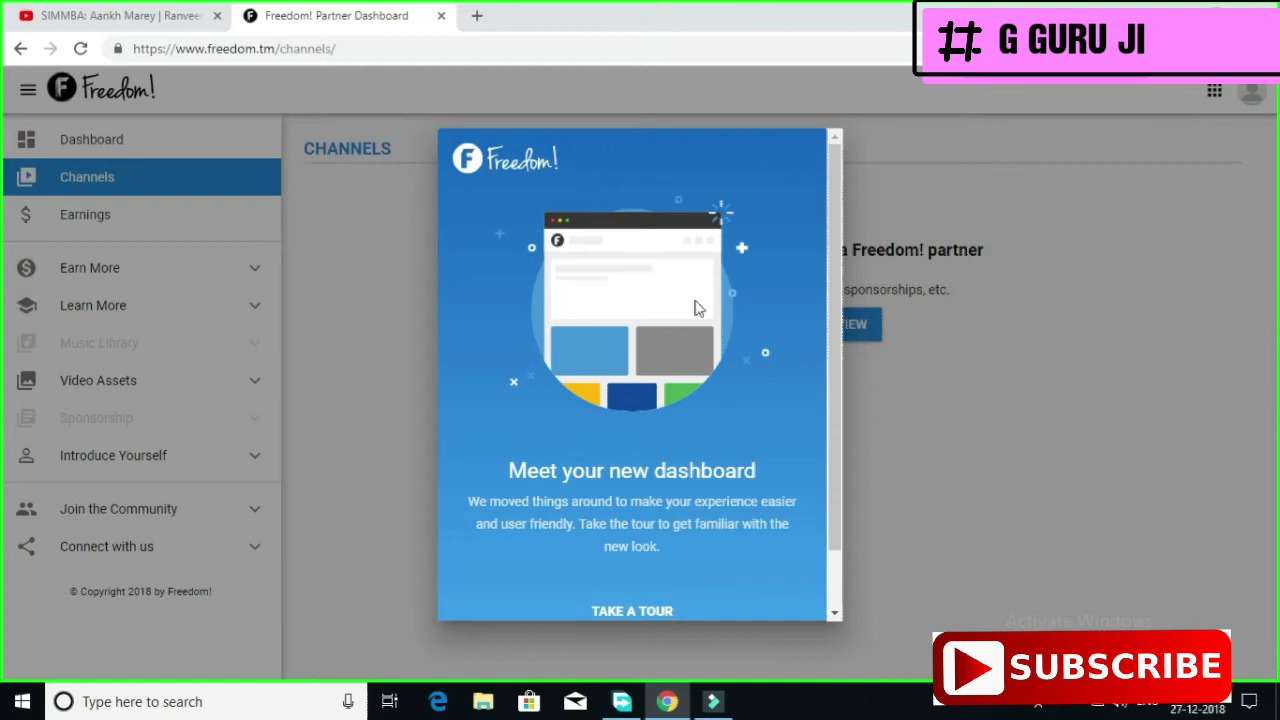 SIMMBA: Aankh Marey | Ranvee
Freedom! Partner Dashboard
# G GURU JI
https://www.freedom.tm/channels/
F Freedom!
Dashboard
Channels
Earnings
Earn More
Learn More
Music Library
Video Assets
Sponsorship
Introduce Yourself
Join the Community
Connect with us
© Copyright 2018 by Freedom!
CHANNELS
a Freedom! partner
sponsorships, etc.
IEW
F Freedom!
F
Meet your new dashboard
We moved things around to make your experience easier
and user friendly. Take the tour to get familiar with the
new look.
TAKE A TOUR
Activate Windows
SUBSCRIBE
Type here to search
27-12-2018